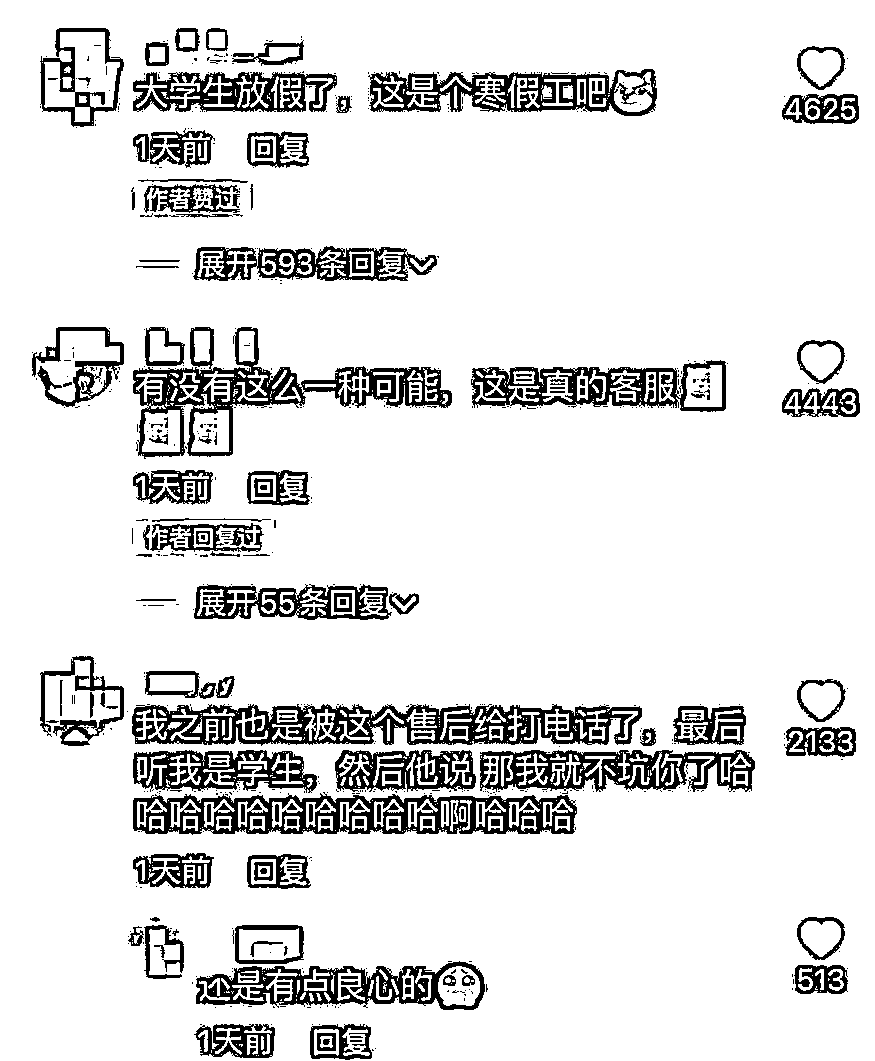 大学生放假了，这是个寒假工吧
4625
1天前 回复
作者赞过
展开593条回复
有没有这么一种可能，这是真的客服
4443
1天前 回复
作者回复过
展开55条回复
我之前也是被这个售后给打电话了，最后
听我是学生，然后他说 那我就不坑你了哈
哈哈哈哈哈哈哈哈哈啊哈哈哈
2133
1天前 回复
还是有点良心的
513
1天前 回复